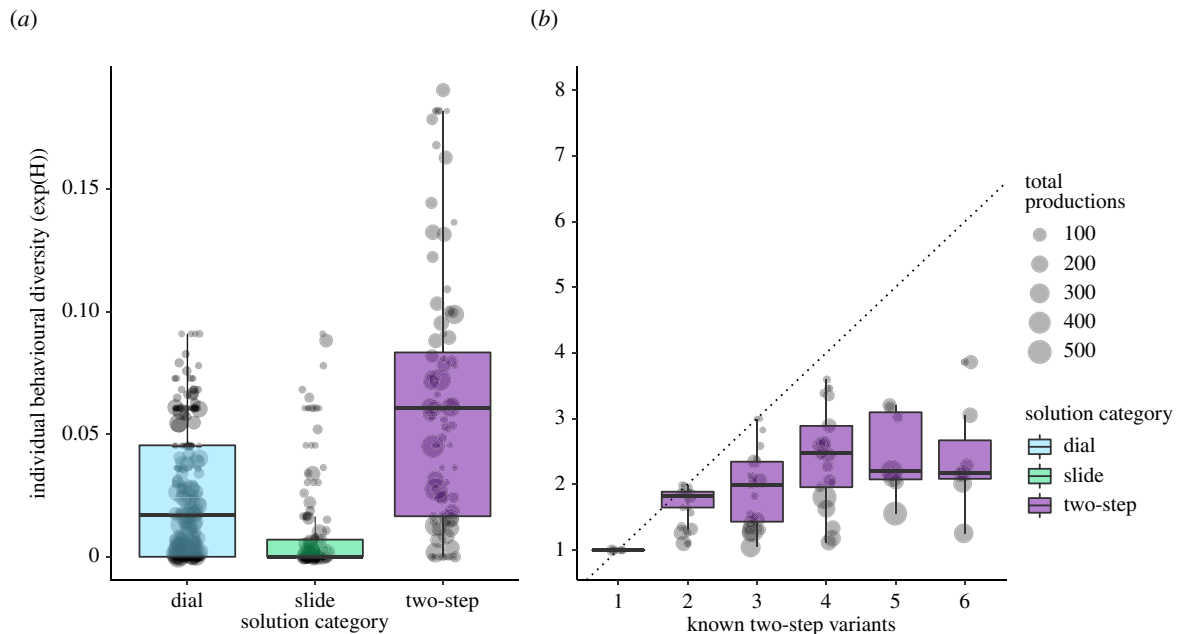 (a)
individual behavioural diversity (exp(H))
0.15
0.10
0.05
0
dial
slide
two-step
solution category
(b)
8
7
6
5
4
3
2
1
1
2
3
4
5
6
known two-step variants
total
productions
100
200
300
400
500
solution category
dial
slide
two-step